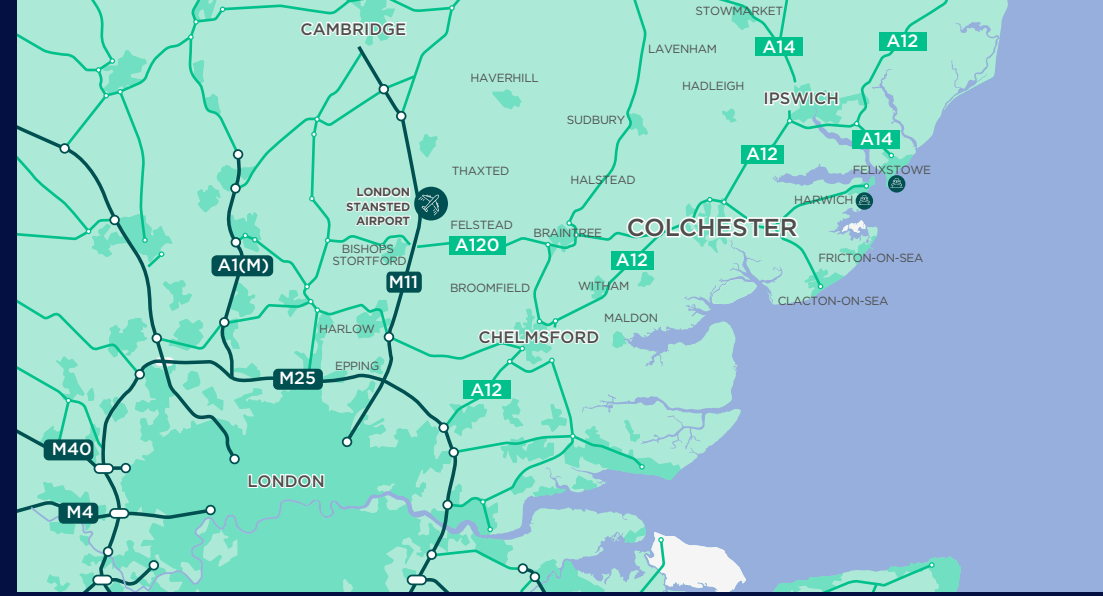 STOWMARKET
CAMBRIDGE
A14
A12
LAVENHAM
HAVERHILL
HADLEIGH
IPSWICH
SUDBURY
A14
A12
FELIXSTOWE
THAXTED
HALSTEAD
LONDON
STANSTED
AIRPORT
HARWICH
FELSTEAD
BRAINTREE
COLCHESTER
A120
BISHOPS
STORTFORD
A12
FRICTON-ON-SEA
A1(M)
M11
BROOMFIELD
WITHAM
CLACTON-ON-SEA
MALDON
HARLOW
CHELMSFORD
EPPING
M25
A12
M40
LONDON
M4